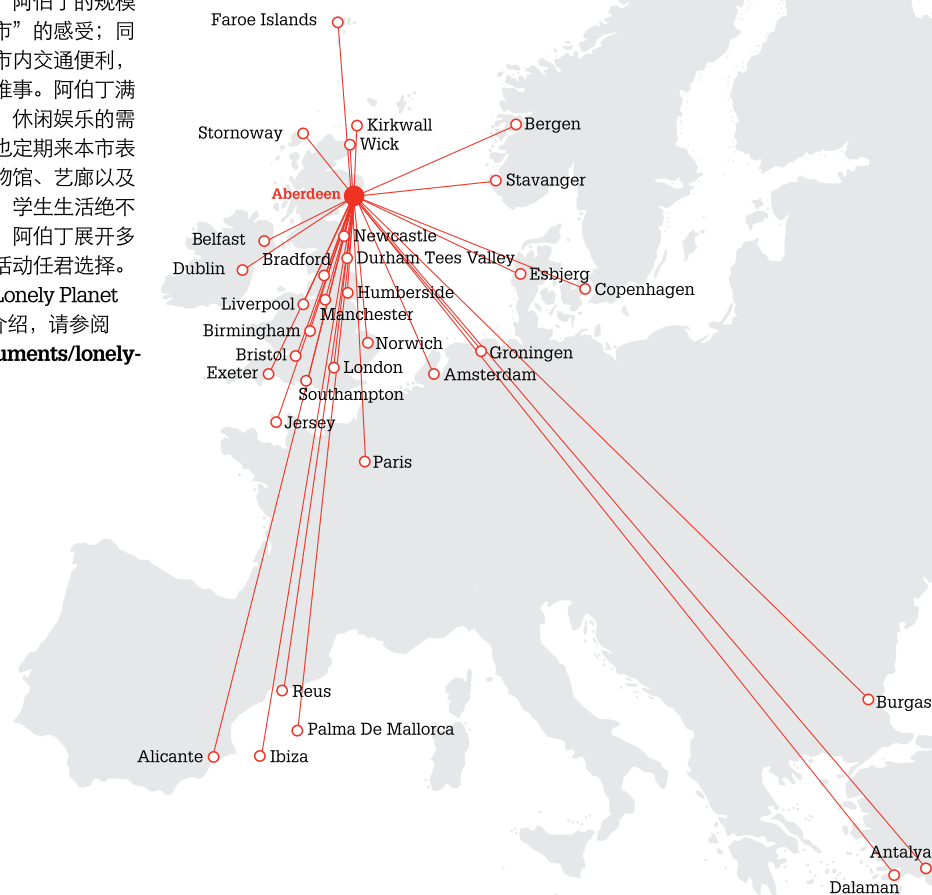 阿伯丁的规模
市”的感受；同
市内交通便利，
难事。阿伯丁满
休闲娱乐的需
也定期来本市表
物馆、艺廊以及
学生生活绝不
阿伯丁展开多
活动任君选择。
Lonely Planet
介绍，请参阅
uments/lonely-
Faroe Islands
Kirkwall
Bergen
Stornoway
Wick
Stavanger
Aberdeen
Newcastle
Belfast
Bradford
Durham Tees Valley
Dublin
Esbjerg
Copenhagen
Humberside
Liverpool
Manchester
Birmingham
Norwich
Groningen
Bristol
London
Exeter
Amsterdam
Southampton
Jersey
Paris
Reus
Burgas
Palma De Mallorca
Alicante
Ibiza
Antalya
Dalaman